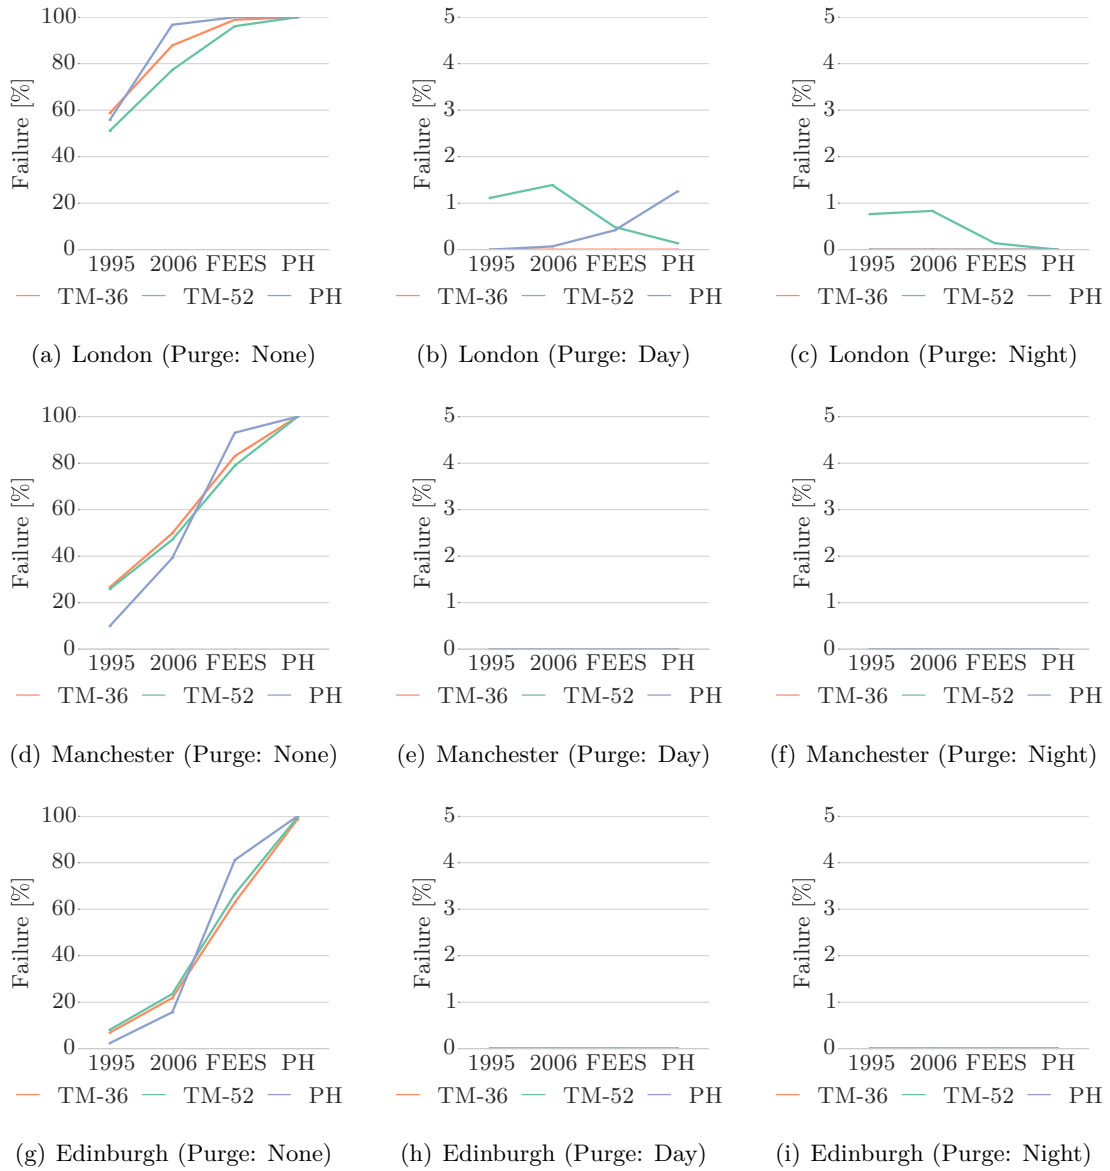 100
80
60
40
20
0
Failure [%]
1995 2006 FEES PH
TM-36 TM-52 PH
(a) London (Purge: None)
5
4
3
2
1
0
Failure [%]
1995 2006 FEES PH
TM-36 TM-52 PH
(b) London (Purge: Day)
5
4
3
2
1
0
Failure [%]
1995 2006 FEES PH
TM-36 TM-52 PH
(c) London (Purge: Night)
100
80
60
40
20
0
Failure [%]
1995 2006 FEES PH
TM-36 TM-52 PH
(d) Manchester (Purge: None)
5
4
3
2
1
0
Failure [%]
1995 2006 FEES PH
TM-36 TM-52 PH
(e) Manchester (Purge: Day)
5
4
3
2
1
0
Failure [%]
1995 2006 FEES PH
TM-36 TM-52 PH
(f) Manchester (Purge: Night)
100
80
60
40
20
0
Failure [%]
1995 2006 FEES PH
TM-36 TM-52 PH
(g) Edinburgh (Purge: None)
5
4
3
2
1
0
Failure [%]
1995 2006 FEES PH
TM-36 TM-52 PH
(h) Edinburgh (Purge: Day)
5
4
3
2
1
0
Failure [%]
1995 2006 FEES PH
TM-36 TM-52 PH
(i) Edinburgh (Purge: Night)